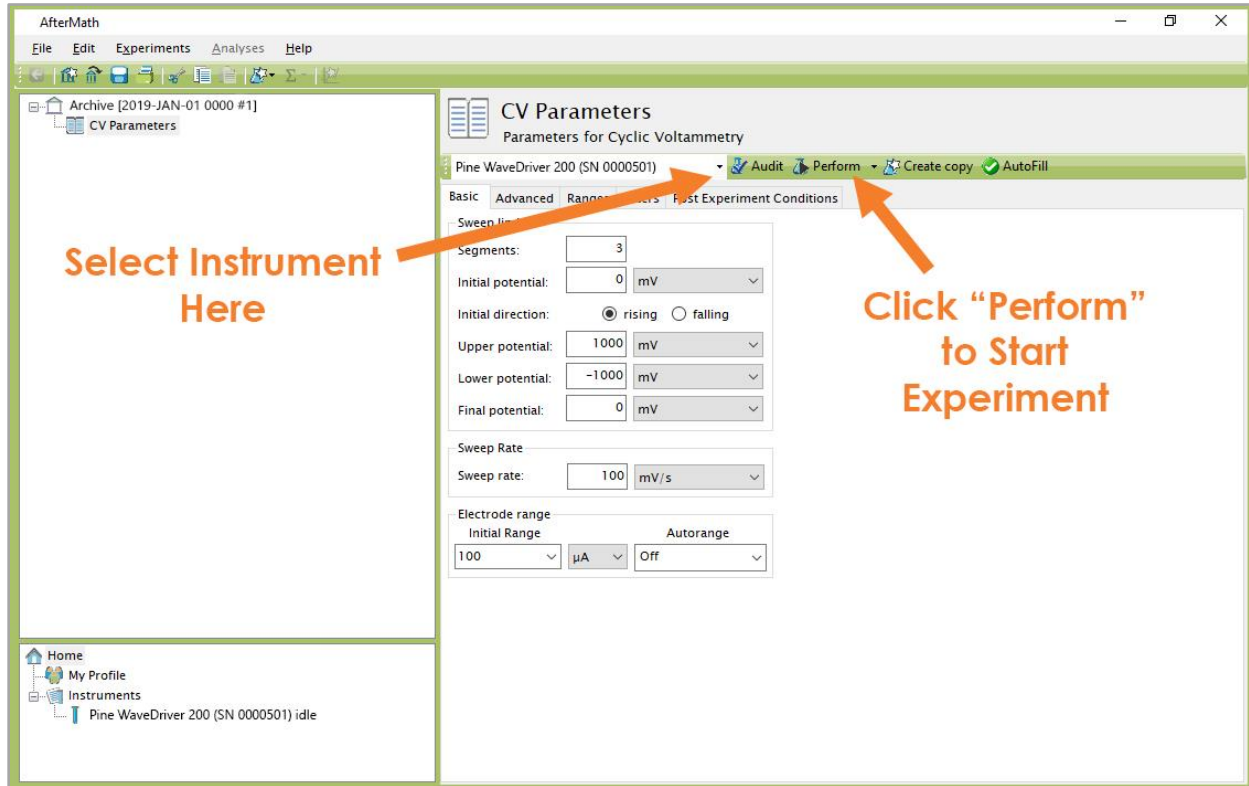 AfterMath
File Edit Experiments Analyses Help
Archive [2019-JAN-01 0000 #1]
CV Parameters
CV Parameters
Parameters for Cyclic Voltammetry
Pine WaveDriver 200 (SN 0000501) Audit Perform Create copy AutoFill
Basic Advanced Experiment Conditions
Segments: 3
Initial potential: 0 mV
Initial direction: rising falling
Upper potential: 1000 mV
Lower potential: -1000 mV
Final potential: 0 mV
Sweep Rate
Sweep rate: 100 mV/s
Electrode range
Initial Range Autorange
100 µA Off
Select Instrument
Here
Click “Perform”
to Start
Experiment
Home
My Profile
Instruments
Pine WaveDriver 200 (SN 0000501) idle